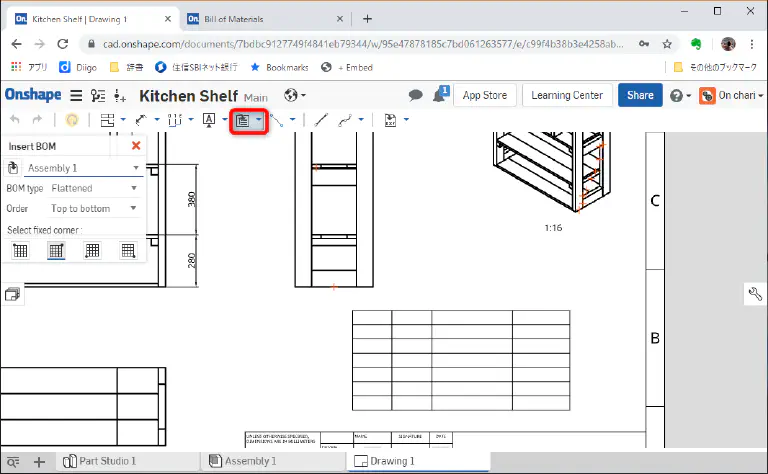 Kitchen Shelf | Drawing 1
Bill of Materials
cad.onshape.com/documents/7bdbc9127749f4841eb79344/w/95e47878185c7bd061263577/e/c99f4b38b3e4258ab...
アプリ
Diigo
辞書
住信SBIネット銀行
Bookmarks
+ Embed
その他のブックマーク
Onshape
Kitchen Shelf Main
1
App Store
Learning Center
Share
On chari
Insert BOM
Assembly 1
BOM type Flattened
Order Top to bottom
Select fixed corner :
380
280
1:16
C
B
UNLESS OTHERWISE SPECIFIED,
DIMENSIONS ARE IN MILLIMETERS
NAME
SIGNATURE
DATE
Part Studio 1
Assembly 1
Drawing 1